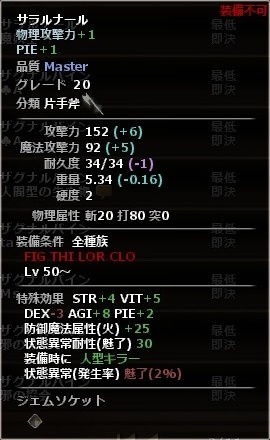 装備不可
サラルナール
物理攻撃力+1
PIE+1
品質 Master
グレード 20
分類 片手斧
攻撃力 152 (+6)
魔法攻撃力 92 (+5)
耐久度 34/34 (-1)
重量 5.34 (-0.16)
硬度 2
物理属性 斬20 打80 突0
装備条件 全種族
FIG THI LOR CLO
Lv 50～
特殊効果 STR+4 VIT+5
DEX-3 AGI+8 PIE+2
防御魔法属性(火) +25
状態異常耐性(魅了) 30
装備時に 人型キラー
状態異常(発生率) 魅了(2%)
ジェムソケット